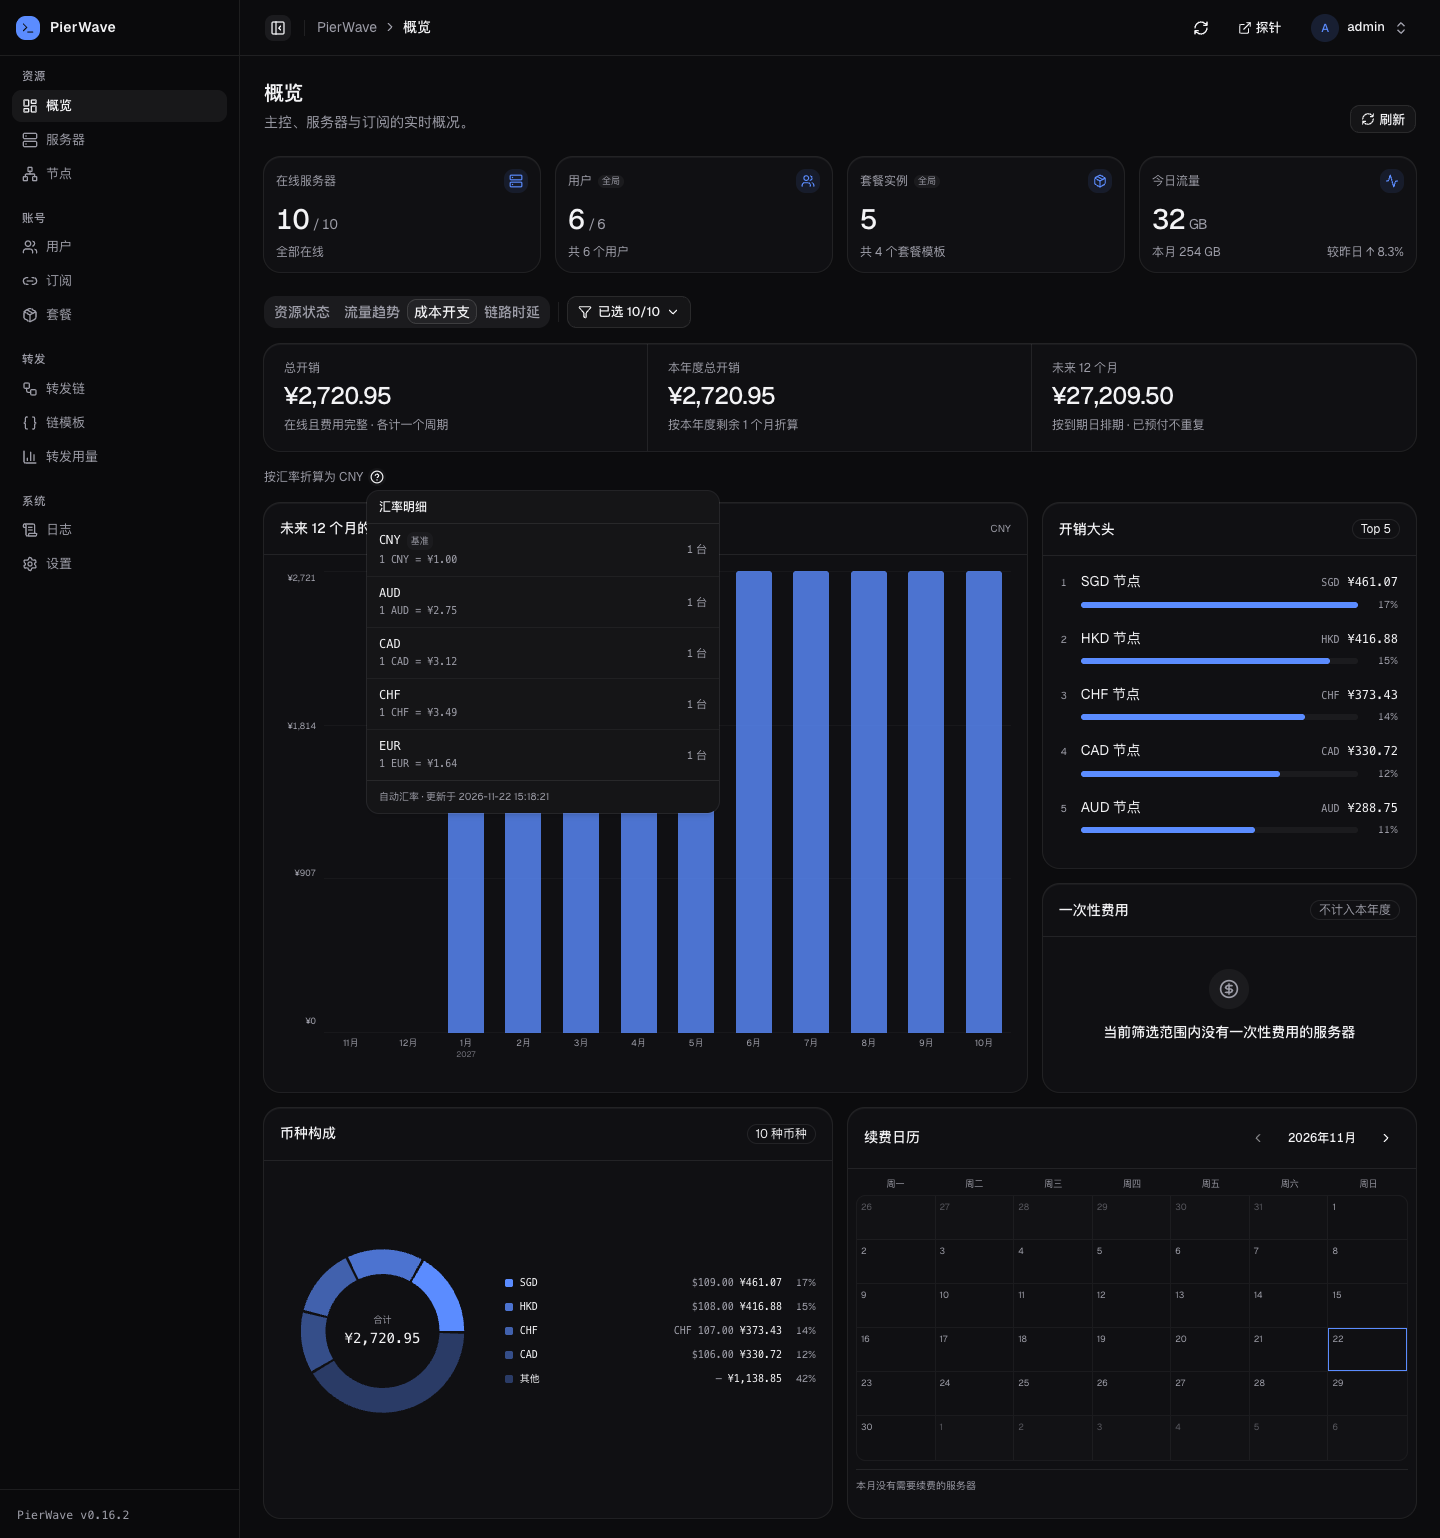 PierWave
PierWave > 概览
探针
A
admin
资源
概览
服务器
节点
账号
用户
订阅
套餐
转发
转发链
链模板
转发用量
系统
日志
设置
PierWave v0.16.2
概览
主控、服务器与订阅的实时概况。
刷新
在线服务器
10 / 10
全部在线
用户 全局
6 / 6
共 6 个用户
套餐实例 全局
5
共 4 个套餐模板
今日流量
32 GB
本月 254 GB 较昨日 ↑ 8.3%
资源状态 流量趋势 成本开支 链路时延 已选 10/10
总开销
¥2,720.95
在线且费用完整 · 各计一个周期
本年度总开销
¥2,720.95
按本年度剩余 1 个月折算
未来 12 个月
¥27,209.50
按到期日排期 · 已预付不重复
按汇率折算为 CNY
未来 12 个月的
CNY
汇率明细
CNY 基准
1 CNY = ¥1.00
1 台
AUD
1 AUD = ¥2.75
1 台
CAD
1 CAD = ¥3.12
1 台
CHF
1 CHF = ¥3.49
1 台
EUR
1 EUR = ¥1.64
1 台
自动汇率 · 更新于 2026-11-22 15:18:21
¥2,721
¥1,814
¥907
¥0
11月 12月 1月 2月 3月 4月 5月 6月 7月 8月 9月 10月
2027
开销大头 Top 5
1 SGD 节点 SGD ¥461.07
17%
2 HKD 节点 HKD ¥416.88
15%
3 CHF 节点 CHF ¥373.43
14%
4 CAD 节点 CAD ¥330.72
12%
5 AUD 节点 AUD ¥288.75
11%
一次性费用 不计入本年度
当前筛选范围内没有一次性费用的服务器
币种构成 10 种币种
合计
¥2,720.95
SGD $109.00 ¥461.07 17%
HKD $108.00 ¥416.88 15%
CHF CHF 107.00 ¥373.43 14%
CAD $106.00 ¥330.72 12%
其他 — ¥1,138.85 42%
续费日历 2026年11月
周一 周二 周三 周四 周五 周六 周日
26 27 28 29 30 31 1
2 3 4 5 6 7 8
9 10 11 12 13 14 15
16 17 18 19 20 21 22
23 24 25 26 27 28 29
30 1 2 3 4 5 6
本月没有需要续费的服务器